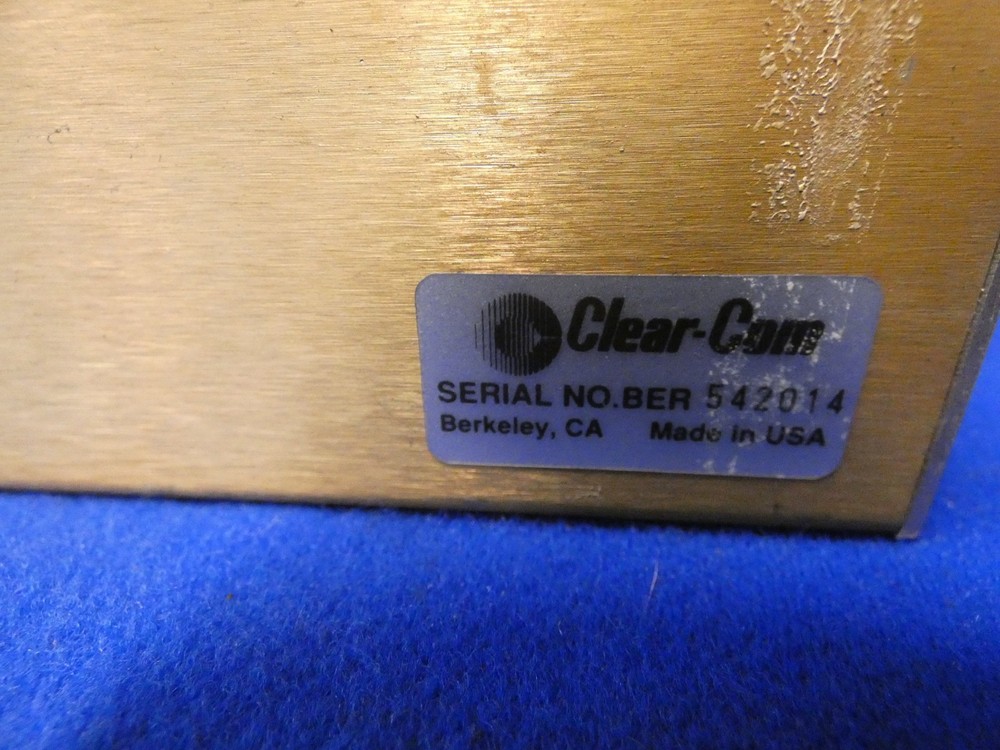 Clear-Com
SERIAL NO.BER 542014
Berkeley, CA Made in USA